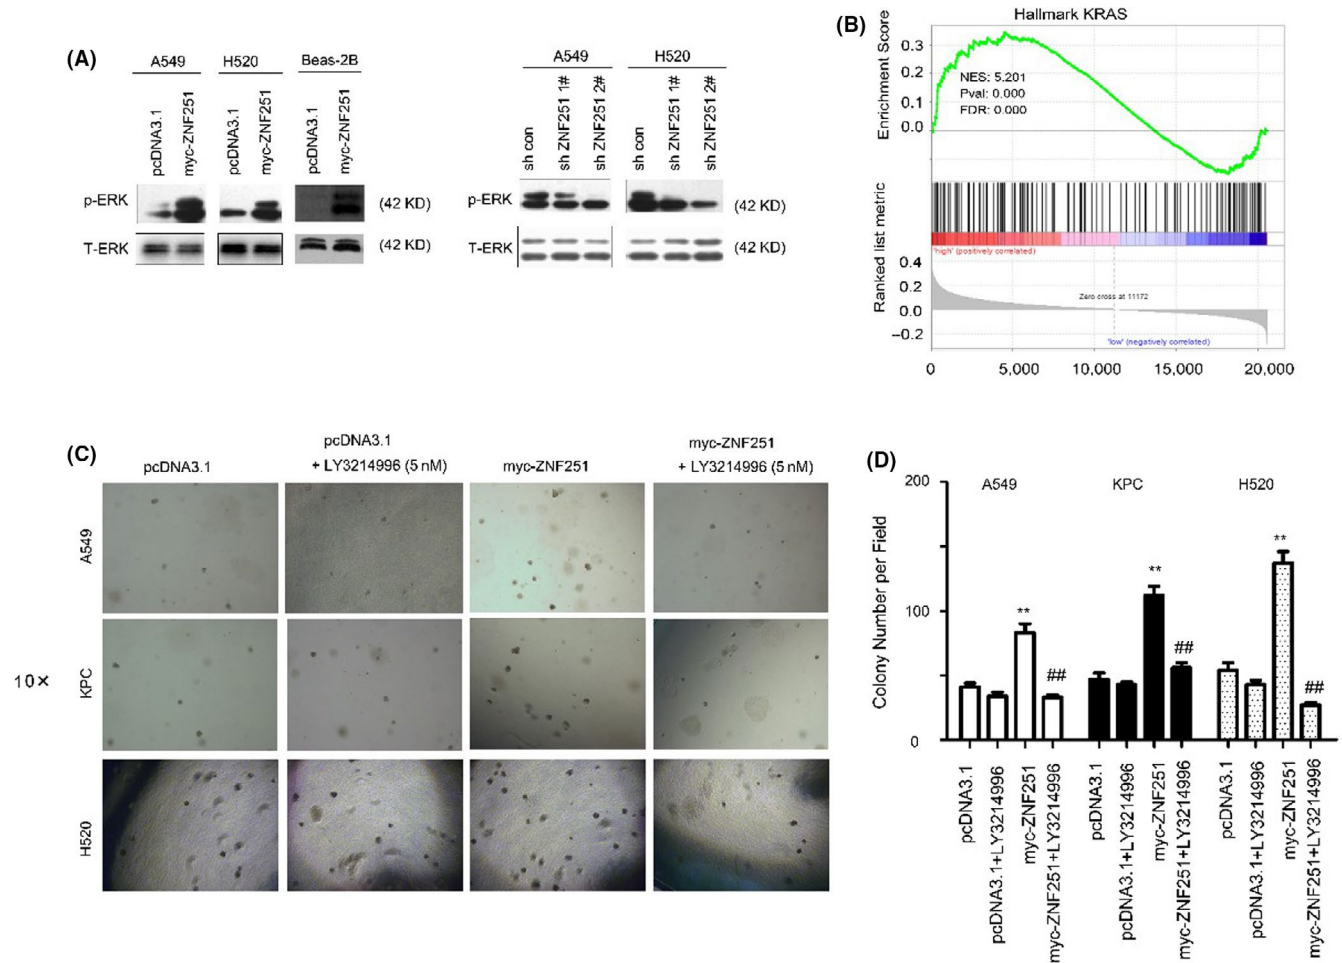 (A)
A549
H520
Beas-2B
pcDNA3.1
myc-ZNF251
pcDNA3.1
myc-ZNF251
pcDNA3.1
myc-ZNF251
p-ERK
(42 KD)
T-ERK
(42 KD)
A549
H520
sh con
sh ZNF251 1#
sh ZNF251 2#
sh con
sh ZNF251 1#
sh ZNF251 2#
p-ERK
(42 KD)
T-ERK
(42 KD)
(B)
Hallmark KRAS
Enrichment Score
0.3
0.2
0.1
0.0
NES: 5.201
Pval: 0.000
FDR: 0.000
Ranked list metric
'high' (positively correlated)
0.4
0.2
0.0
−0.2
Zero cross at 11172
'low' (negatively correlated)
0 5,000 10,000 15,000 20,000
(C)
pcDNA3.1
pcDNA3.1
+ LY3214996 (5 nM)
myc-ZNF251
myc-ZNF251
+ LY3214996 (5 nM)
A549
KPC
H520
10×
(D)
Colony Number per Field
200
100
0
A549
KPC
H520
**
##
**
##
**
##
pcDNA3.1
pcDNA3.1+LY3214996
myc-ZNF251
myc-ZNF251+LY3214996
pcDNA3.1
pcDNA3.1+LY3214996
myc-ZNF251
myc-ZNF251+LY3214996
pcDNA3.1
pcDNA3.1+LY3214996
myc-ZNF251
myc-ZNF251+LY3214996